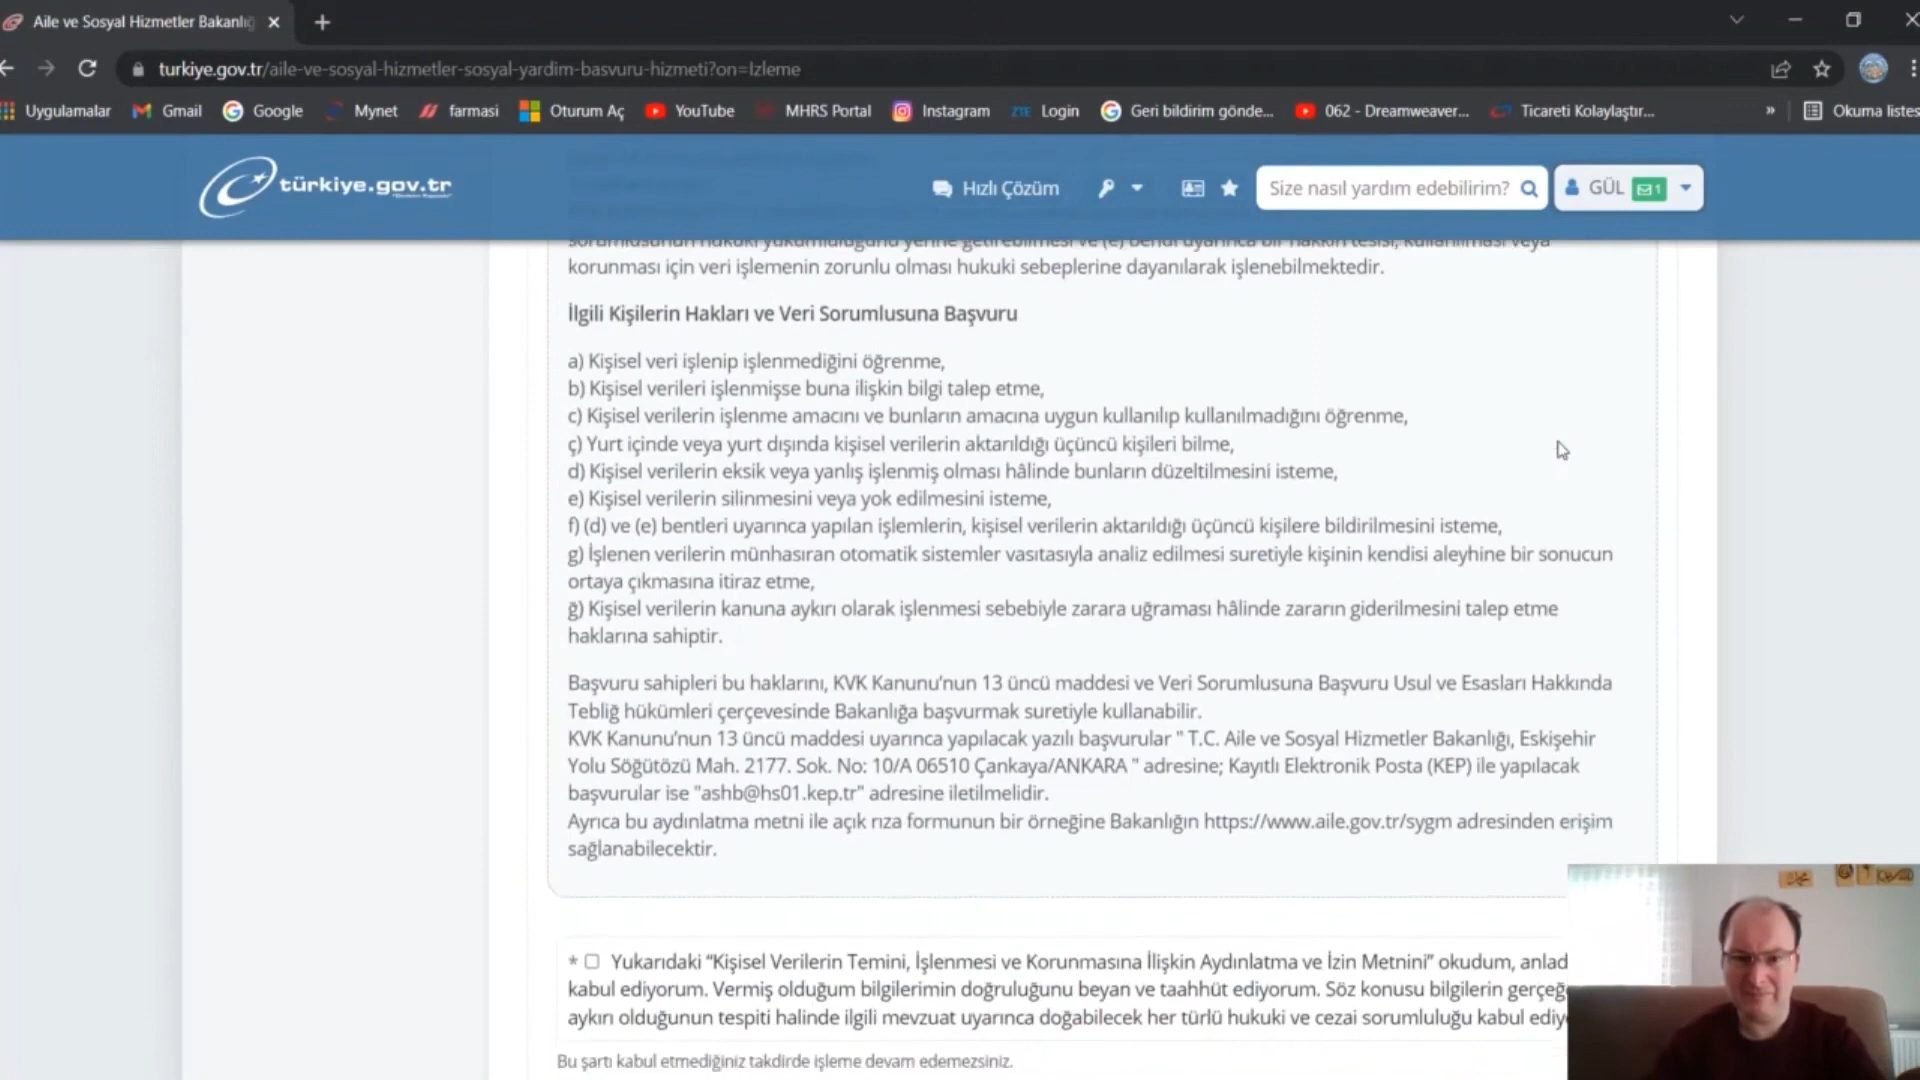 Aile ve Sosyal Hizmetler Bakanlığ
turkiye.gov.tr/aile-ve-sosyal-hizmetler-sosyal-yardim-basvuru-hizmeti?on=Izleme
Uygulamalar Gmail Google Mynet farmasi Oturum Aç YouTube MHRS Portal Instagram ZTE Login Geri bildirim gönde... 062 - Dreamweaver... Ticareti Kolaylaştır... » Okuma listes
türkiye.gov.tr Hızlı Çözüm Size nasıl yardım edebilirim? GÜL 1
sorumlusunun hukuki yükümlülüğünü yerine getirebilmesi ve (e) bendi uyarınca bir hakkın tesisi, kullanılması veya
korunması için veri işlemenin zorunlu olması hukuki sebeplerine dayanılarak işlenebilmektedir.
İlgili Kişilerin Hakları ve Veri Sorumlusuna Başvuru
a) Kişisel veri işlenip işlenmediğini öğrenme,
b) Kişisel verileri işlenmişse buna ilişkin bilgi talep etme,
c) Kişisel verilerin işlenme amacını ve bunların amacına uygun kullanılıp kullanılmadığını öğrenme,
ç) Yurt içinde veya yurt dışında kişisel verilerin aktarıldığı üçüncü kişileri bilme,
d) Kişisel verilerin eksik veya yanlış işlenmiş olması hâlinde bunların düzeltilmesini isteme,
e) Kişisel verilerin silinmesini veya yok edilmesini isteme,
f) (d) ve (e) bentleri uyarınca yapılan işlemlerin, kişisel verilerin aktarıldığı üçüncü kişilere bildirilmesini isteme,
g) İşlenen verilerin münhasıran otomatik sistemler vasıtasıyla analiz edilmesi suretiyle kişinin kendisi aleyhine bir sonucun
ortaya çıkmasına itiraz etme,
ğ) Kişisel verilerin kanuna aykırı olarak işlenmesi sebebiyle zarara uğraması hâlinde zararın giderilmesini talep etme
haklarına sahiptir.
Başvuru sahipleri bu haklarını, KVK Kanunu’nun 13 üncü maddesi ve Veri Sorumlusuna Başvuru Usul ve Esasları Hakkında
Tebliğ hükümleri çerçevesinde Bakanlığa başvurmak suretiyle kullanabilir.
KVK Kanunu’nun 13 üncü maddesi uyarınca yapılacak yazılı başvurular " T.C. Aile ve Sosyal Hizmetler Bakanlığı, Eskişehir
Yolu Söğütözü Mah. 2177. Sok. No: 10/A 06510 Çankaya/ANKARA " adresine; Kayıtlı Elektronik Posta (KEP) ile yapılacak
başvurular ise "ashb@hs01.kep.tr" adresine iletilmelidir.
Ayrıca bu aydınlatma metni ile açık rıza formunun bir örneğine Bakanlığın https://www.aile.gov.tr/sygm adresinden erişim
sağlanabilecektir.
* Yukarıdaki “Kişisel Verilerin Temini, İşlenmesi ve Korunmasına İlişkin Aydınlatma ve İzin Metnini” okudum, anlad
kabul ediyorum. Vermiş olduğum bilgilerimin doğruluğunu beyan ve taahhüt ediyorum. Söz konusu bilgilerin gerçeğ
aykırı olduğunun tespiti halinde ilgili mevzuat uyarınca doğabilecek her türlü hukuki ve cezai sorumluluğu kabul ediy
Bu şartı kabul etmediğiniz takdirde işleme devam edemezsiniz.